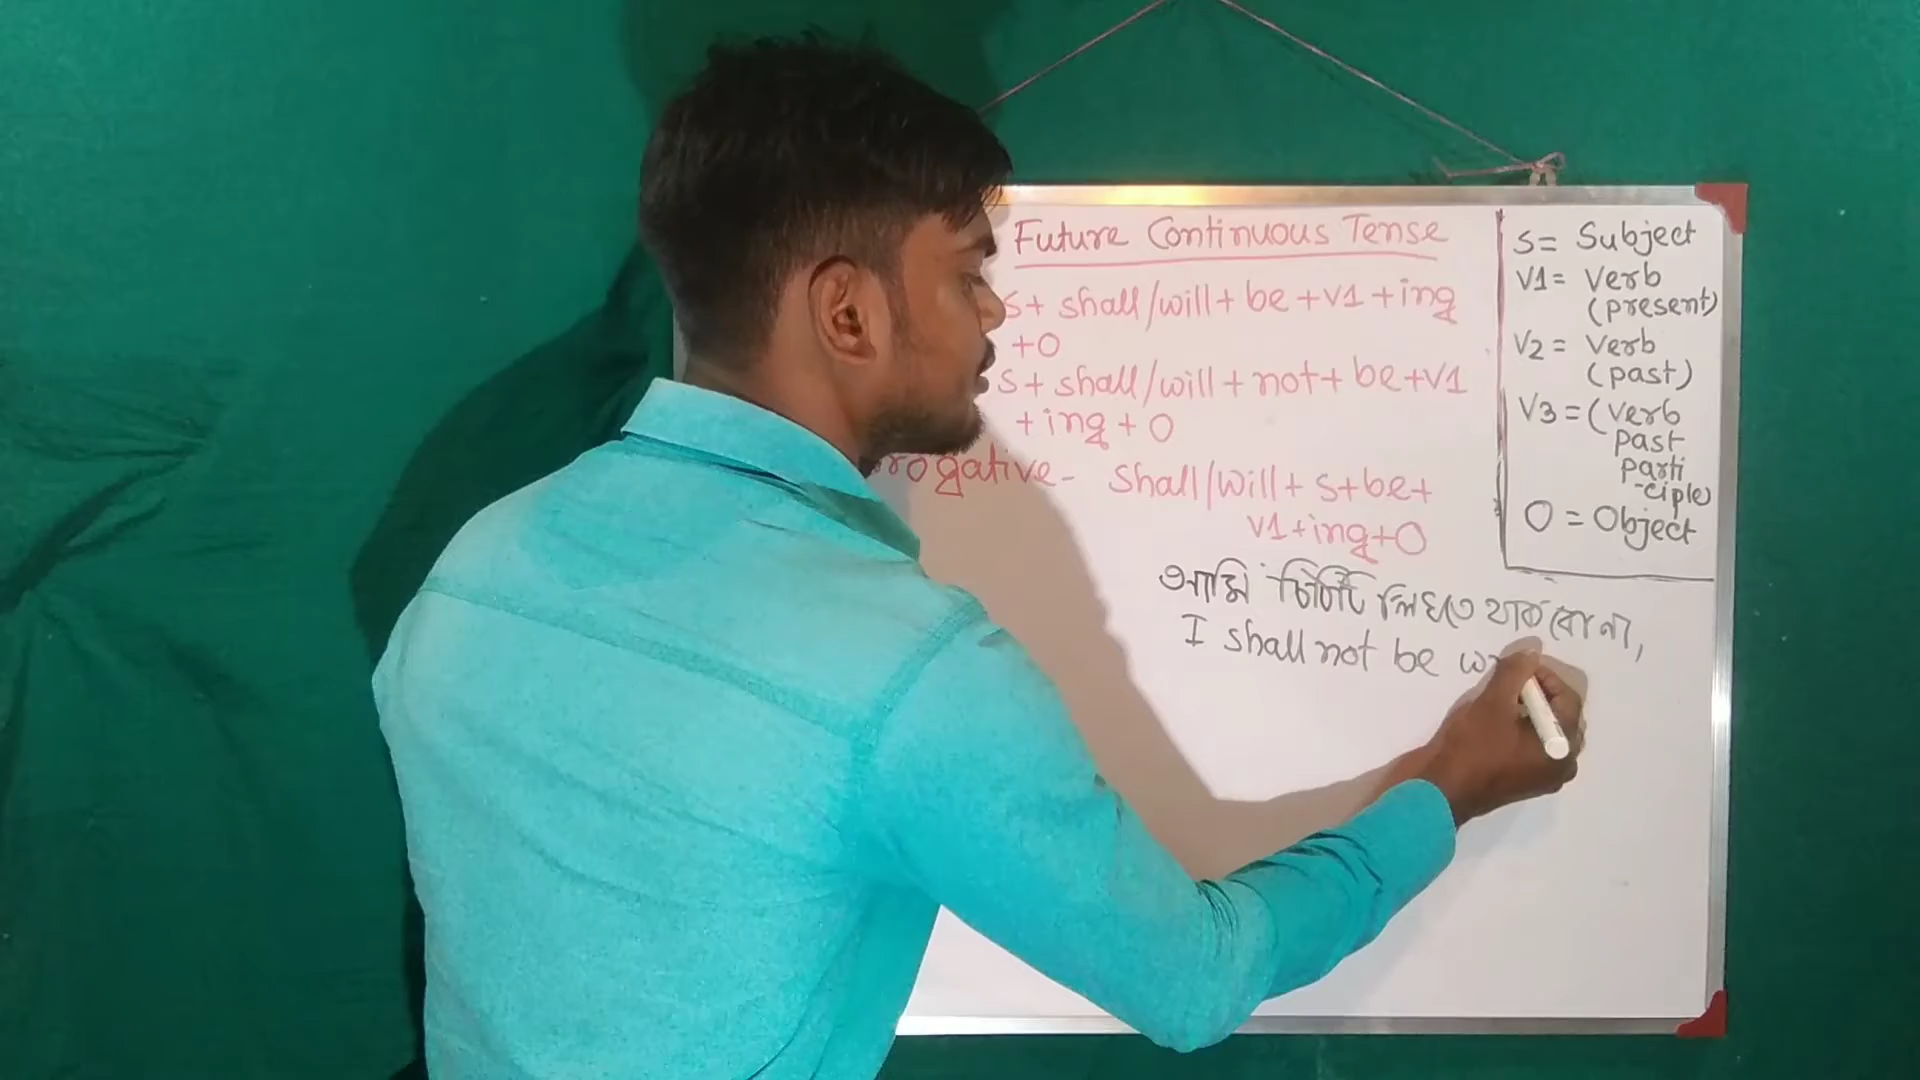 Future Continuous Tense
S+ shall/will+ be +V1 +ing
+O
S+ shall/will + not+ be+V1
+ing+O
rogative- Shall/Will+ S+be+
V1+ing+O
আমি চিঠি লিখতে থাকবো না,
I shall not be wr
S= Subject
V1= Verb
(present)
V2= Verb
(past)
V3=(Verb
past
parti
-ciple)
O = Object